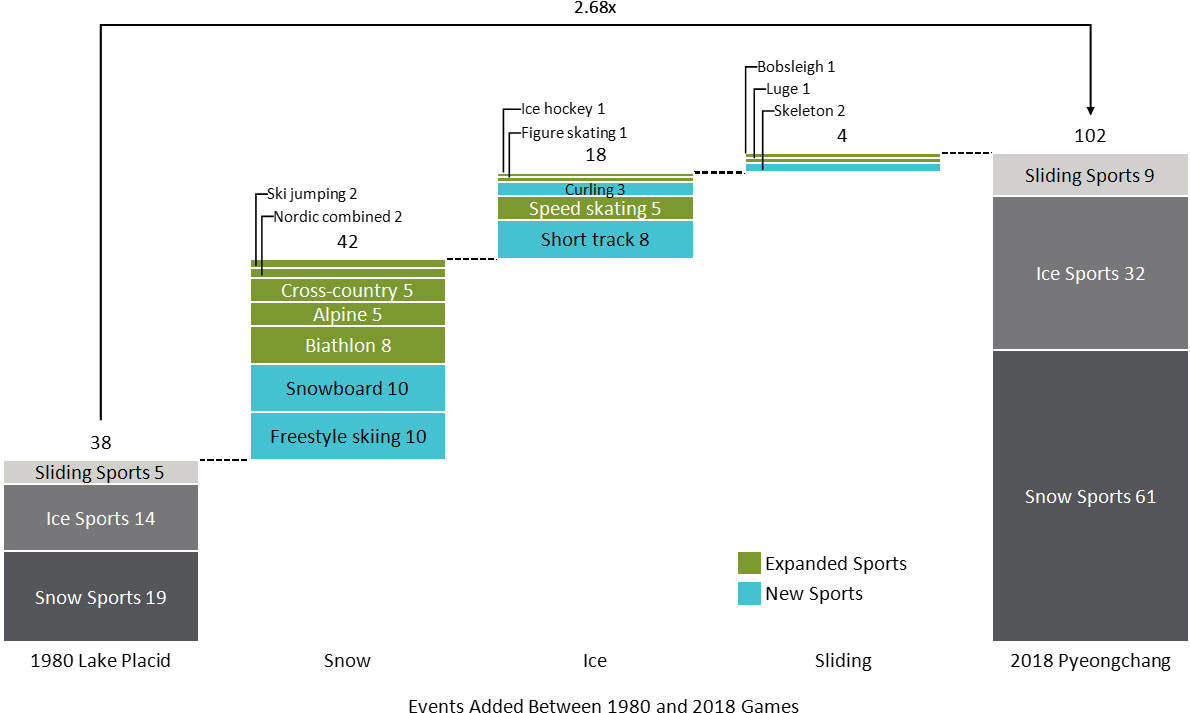 2.68x
Bobsleigh 1
Luge 1
Skeleton 2
4
102
Ice hockey 1
Figure skating 1
18
Sliding Sports 9
Curling 3
Ski jumping 2
Speed skating 5
Nordic combined 2
42
Short track 8
Ice Sports 32
Cross-country 5
Alpine 5
Biathlon 8
Snowboard 10
Freestyle skiing 10
38
Sliding Sports 5
Snow Sports 61
Ice Sports 14
Expanded Sports
New Sports
Snow Sports 19
1980 Lake Placid
Snow
Ice
Sliding
2018 Pyeongchang
Events Added Between 1980 and 2018 Games